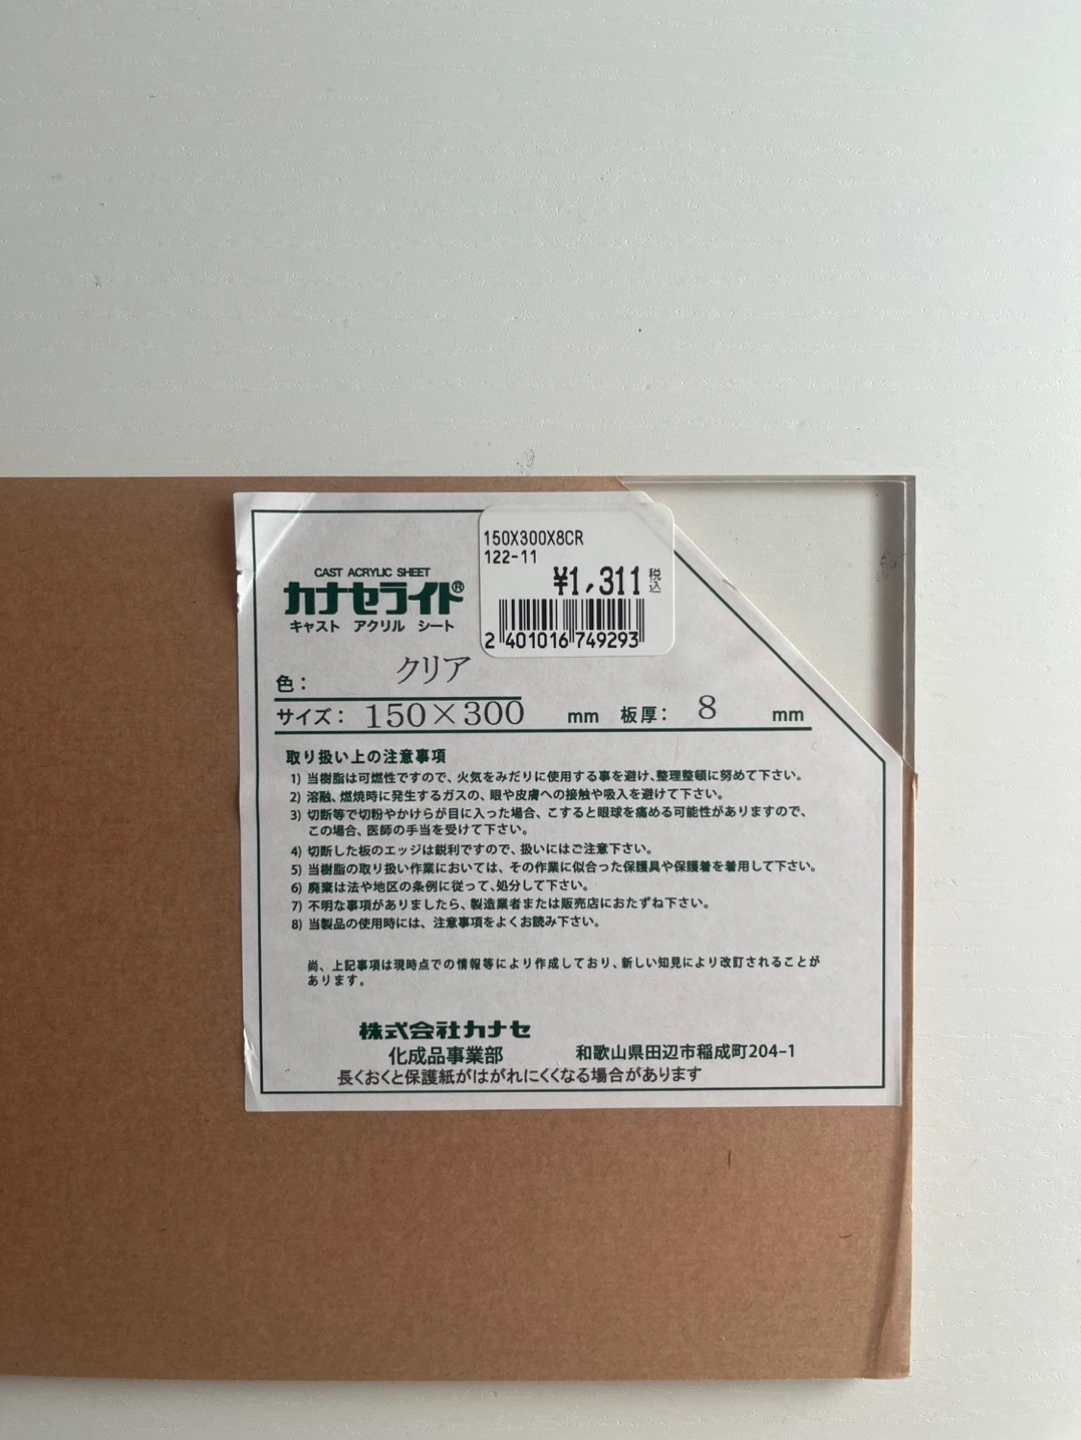 150X300X8CR
122-11
¥1,311 税込
2 401016 749293
CAST ACRYLIC SHEET
カナセライト®
キャスト アクリル シート
色： クリア
サイズ： 150×300 mm 板厚： 8 mm
取り扱い上の注意事項
1) 当樹脂は可燃性ですので、火気をみだりに使用する事を避け、整理整頓に努めて下さい。
2) 溶融、燃焼時に発生するガスの、眼や皮膚への接触や吸入を避けて下さい。
3) 切断等で切粉やかけらが目に入った場合、こすると眼球を痛める可能性がありますので、
この場合、医師の手当を受けて下さい。
4) 切断した板のエッジは鋭利ですので、扱いにはご注意下さい。
5) 当樹脂の取り扱い作業においては、その作業に似合った保護具や保護着を着用して下さい。
6) 廃棄は法や地区の条例に従って、処分して下さい。
7) 不明な事項がありましたら、製造業者または販売店におたずね下さい。
8) 当製品の使用時には、注意事項をよくお読み下さい。
尚、上記事項は現時点での情報等により作成しており、新しい知見により改訂されることが
あります。
株式会社カナセ
化成品事業部 和歌山県田辺市稲成町204-1
長くおくと保護紙がはがれにくくなる場合があります